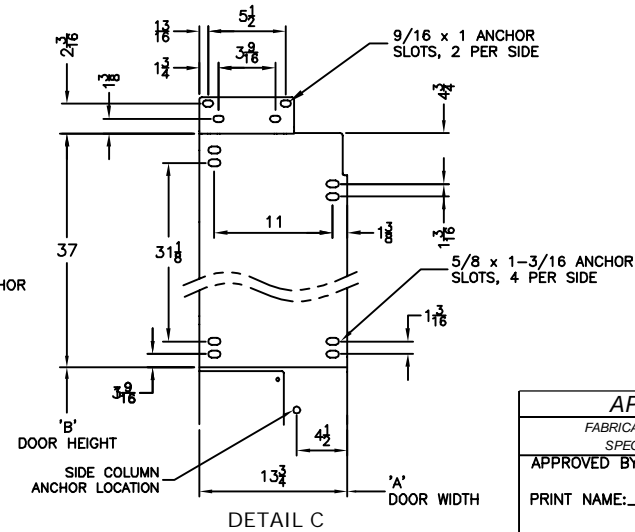 5 1/2
13/16
3 9/16
1 3/4
2 3/16
1 3/8
9/16 x 1 ANCHOR
SLOTS, 2 PER SIDE
4 3/4
11
1 3/8
1 3/16
37
31 1/8
HOR
5/8 x 1-3/16 ANCHOR
SLOTS, 4 PER SIDE
1 3/16
3 9/16
'B'
DOOR HEIGHT
4 1/2
SIDE COLUMN
ANCHOR LOCATION
13 3/4
'A'
DOOR WIDTH
DETAIL C
AP
FABRICA
SPEC
APPROVED BY
PRINT NAME:_